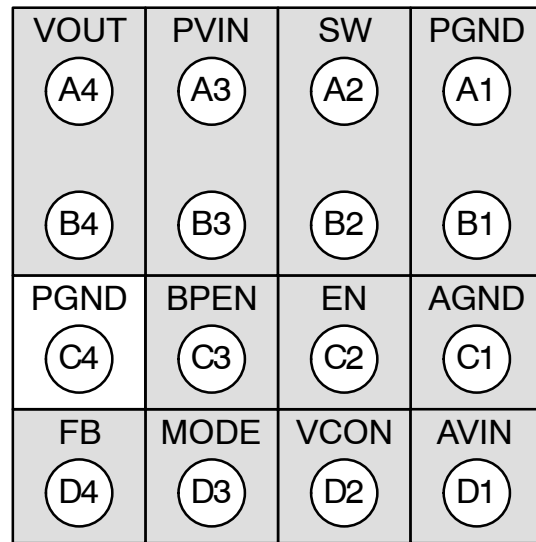 VOUT PVIN SW PGND
A4 A3 A2 A1
B4 B3 B2 B1
PGND BPEN EN AGND
C4 C3 C2 C1
FB MODE VCON AVIN
D4 D3 D2 D1